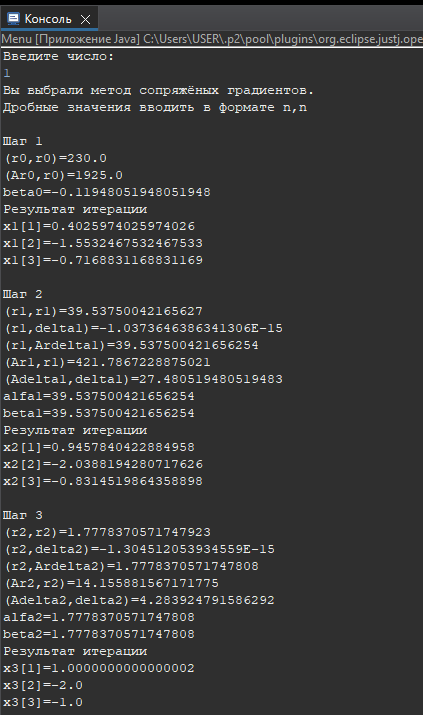 Консоль
Menu [Приложение Java] C:\Users\USER\.p2\pool\plugins\org.eclipse.justj.ope
Введите число:
1
Вы выбрали метод сопряжёных градиентов.
Дробные значения вводить в формате n,n
Шаг 1
(r0,r0)=230.0
(Ar0,r0)=1925.0
beta0=-0.11948051948051948
Результат итерации
x1[1]=0.4025974025974026
x1[2]=-1.5532467532467533
x1[3]=-0.7168831168831169
Шаг 2
(r1,r1)=39.53750042165627
(r1,delta1)=-1.0373646386341306E-15
(r1,Ardelta1)=39.537500421656254
(Ar1,r1)=421.7867228875021
(Adelta1,delta1)=27.480519480519483
alfa1=39.537500421656254
beta1=39.537500421656254
Результат итерации
x2[1]=0.9457840422884958
x2[2]=-2.0388194280717626
x2[3]=-0.8314519864358898
Шаг 3
(r2,r2)=1.7778370571747923
(r2,delta2)=-1.304512053934559E-15
(r2,Ardelta2)=1.7778370571747808
(Ar2,r2)=14.155881567171775
(Adelta2,delta2)=4.283924791586292
alfa2=1.7778370571747808
beta2=1.7778370571747808
Результат итерации
x3[1]=1.0000000000000002
x3[2]=-2.0
x3[3]=-1.0